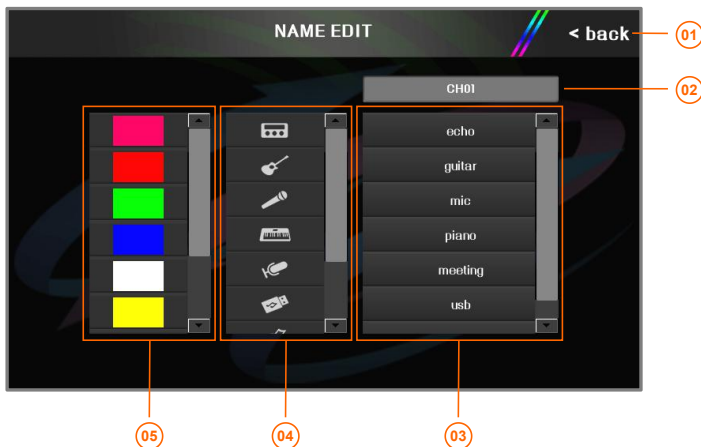 NAME EDIT
< back
01
CH01
02
echo
guitar
mic
piano
meeting
usb
05
04
03